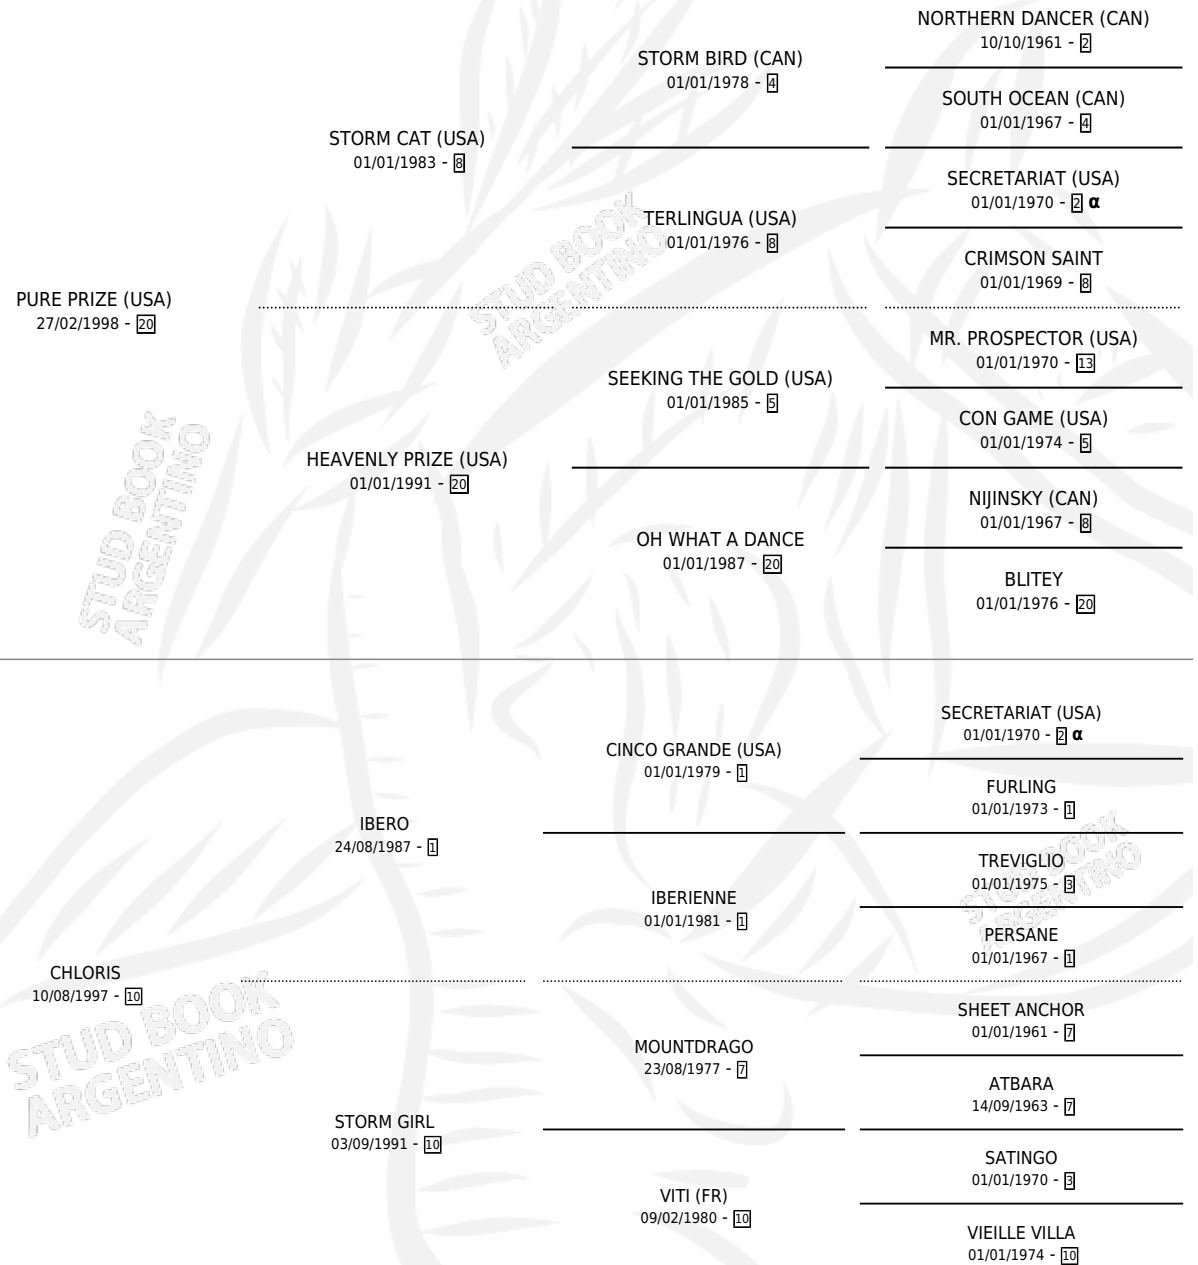 NORTHERN DANCER (CAN)
10/10/1961 - 2
STORM BIRD (CAN)
01/01/1978 - 4
SOUTH OCEAN (CAN)
01/01/1967 - 4
STORM CAT (USA)
01/01/1983 - 8
SECRETARIAT (USA)
01/01/1970 - 2 α
TERLINGUA (USA)
01/01/1976 - 8
CRIMSON SAINT
01/01/1969 - 8
PURE PRIZE (USA)
27/02/1998 - 20
MR. PROSPECTOR (USA)
01/01/1970 - 13
SEEKING THE GOLD (USA)
01/01/1985 - 5
CON GAME (USA)
01/01/1974 - 5
HEAVENLY PRIZE (USA)
01/01/1991 - 20
NIJINSKY (CAN)
01/01/1967 - 8
OH WHAT A DANCE
01/01/1987 - 20
BLITEY
01/01/1976 - 20
SECRETARIAT (USA)
01/01/1970 - 2 α
CINCO GRANDE (USA)
01/01/1979 - 1
FURLING
01/01/1973 - 1
IBERO
24/08/1987 - 1
TREVIGLIO
01/01/1975 - 3
IBERIENNE
01/01/1981 - 1
PERSANE
01/01/1967 - 1
CHLORIS
10/08/1997 - 10
SHEET ANCHOR
01/01/1961 - 7
MOUNTDRAGO
23/08/1977 - 7
ATBARA
14/09/1963 - 7
STORM GIRL
03/09/1991 - 10
SATINGO
01/01/1970 - 3
VITI (FR)
09/02/1980 - 10
VIEILLE VILLA
01/01/1974 - 10
STUD BOOK
ARGENTINO
STUD BOOK
ARGENTINO
STUD BOOK
ARGENTINO
STUD BOOK
ARGENTINO